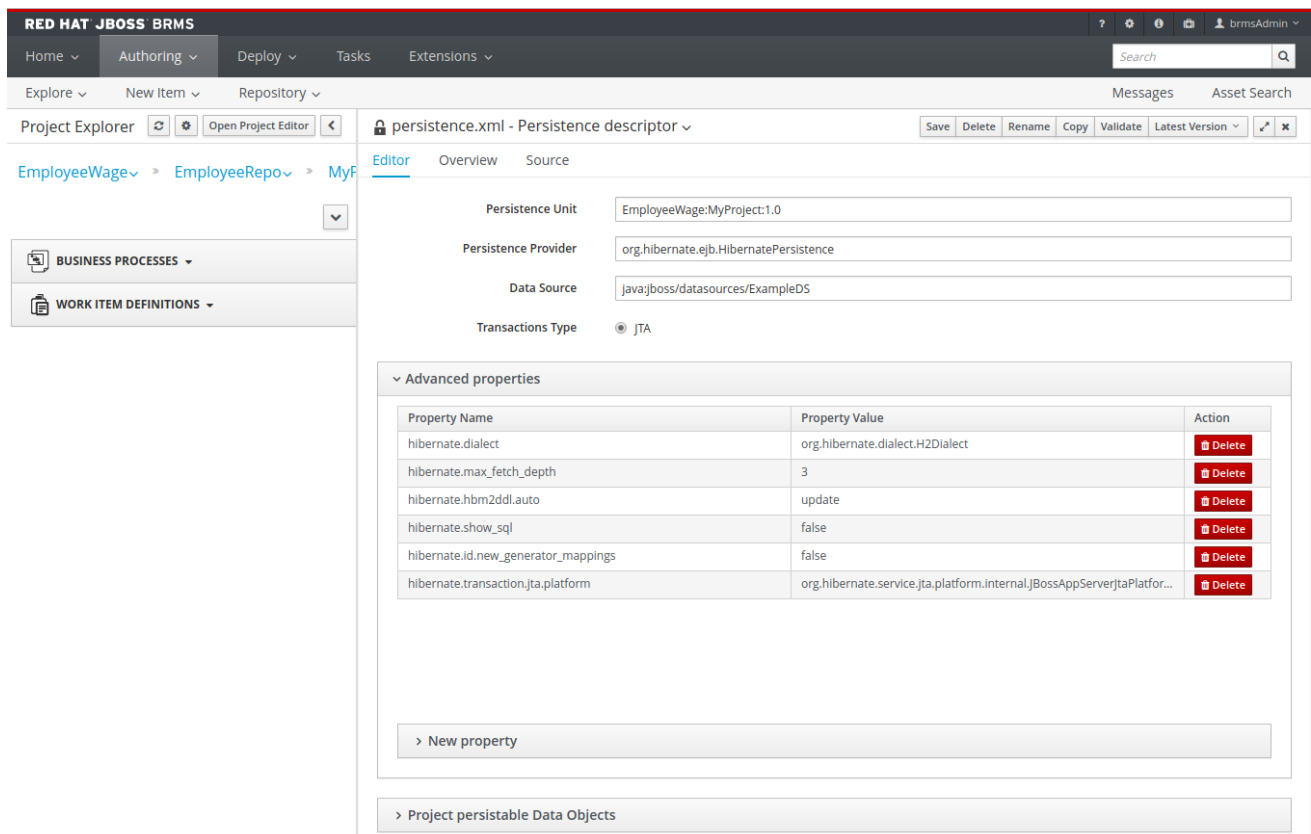 RED HAT JBOSS BRMS
? brmsAdmin
Home Authoring Deploy Tasks Extensions Search
Explore New Item Repository Messages Asset Search
Project Explorer Open Project Editor
EmployeeWage » EmployeeRepo »
BUSINESS PROCESSES
WORK ITEM DEFINITIONS
persistence.xml - Persistence descriptor
Save Delete Rename Copy Validate Latest Version
Editor Overview Source
Persistence Unit EmployeeWage:MyProject:1.0
Persistence Provider org.hibernate.ejb.HibernatePersistence
Data Source java:jboss/datasources/ExampleDS
Transactions Type JTA
Advanced properties
Property Name Property Value Action
hibernate.dialect org.hibernate.dialect.H2Dialect Delete
hibernate.max_fetch_depth 3 Delete
hibernate.hbm2ddl.auto update Delete
hibernate.show_sql false Delete
hibernate.id.new_generator_mappings false Delete
hibernate.transaction.jta.platform org.hibernate.service.jta.platform.internal.JBossAppServerJtaPlatfor... Delete
New property
Project persistable Data Objects